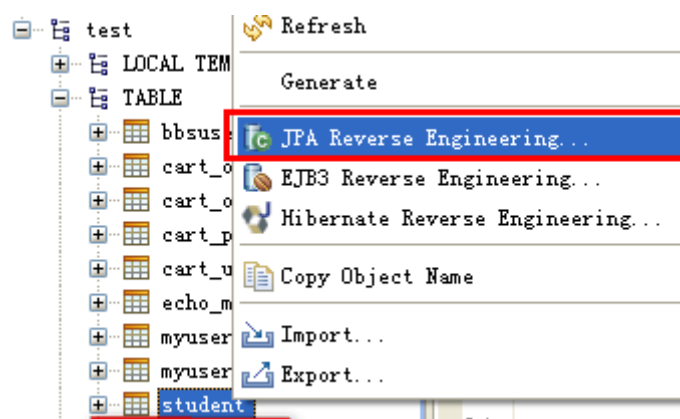 test
LOCAL TEM
TABLE
bbsus
cart_o
cart_o
cart_p
cart_u
echo_m
myuser
myuser
student
Refresh
Generate
JPA Reverse Engineering...
EJB3 Reverse Engineering...
Hibernate Reverse Engineering...
Copy Object Name
Import...
Export...